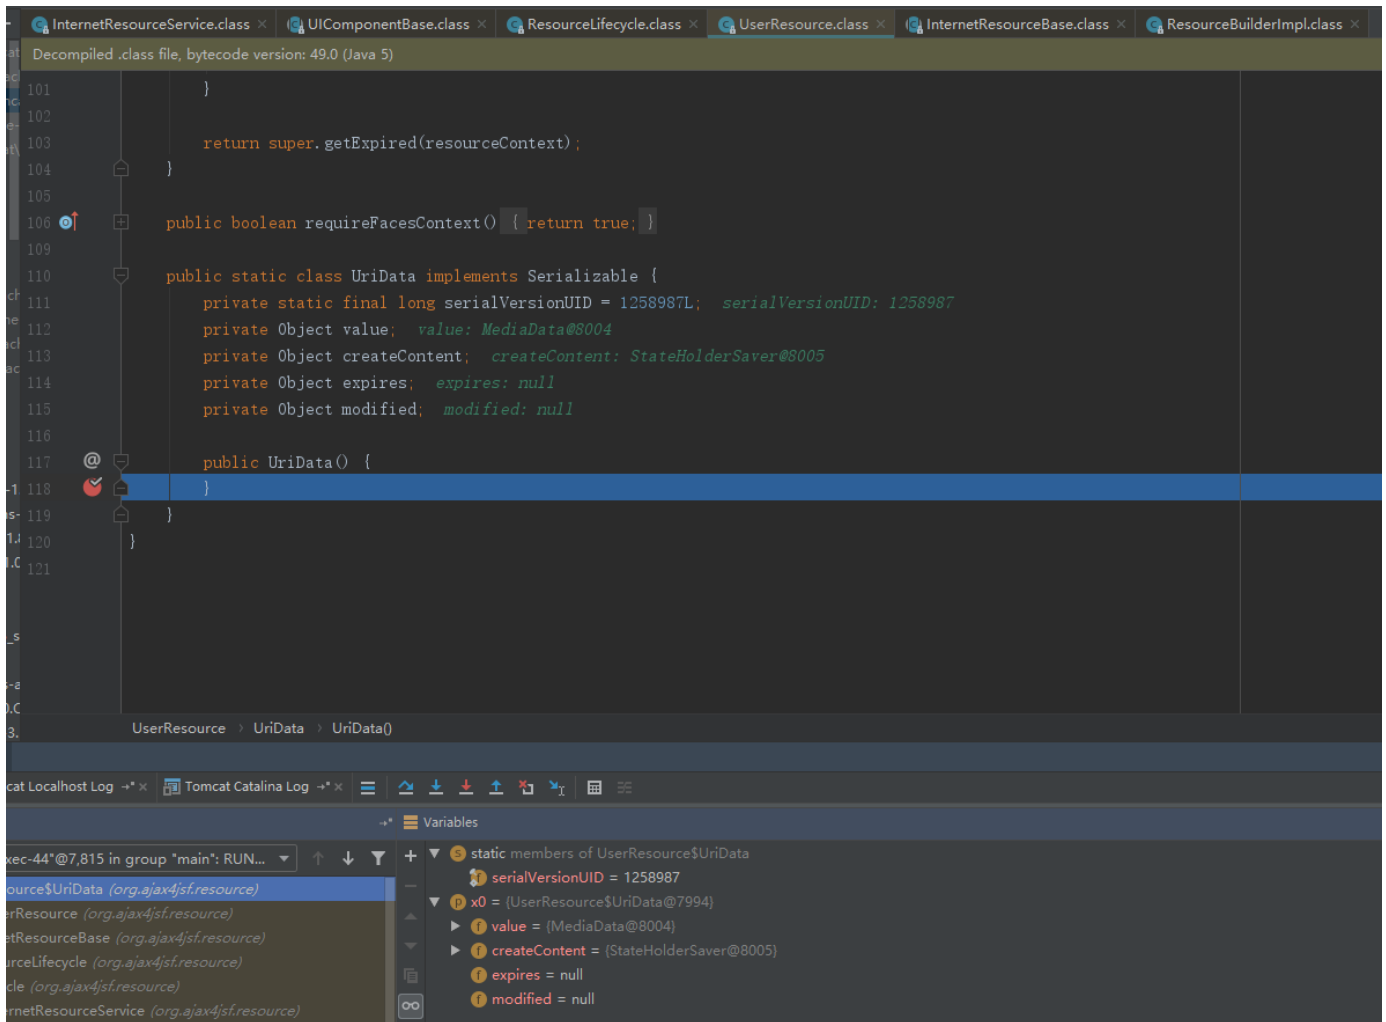 InternetResourceService.class × UIComponentBase.class × ResourceLifecycle.class × UserResource.class × InternetResourceBase.class × ResourceBuilderImpl.class ×
Decompiled .class file, bytecode version: 49.0 (Java 5)
101 }
102
103 return super.getExpired(resourceContext);
104 }
105
106 public boolean requireFacesContext() { return true; }
109
110 public static class UriData implements Serializable {
111 private static final long serialVersionUID = 1258987L; serialVersionUID: 1258987
112 private Object value; value: MediaData@8004
113 private Object createContent; createContent: StateHolderSaver@8005
114 private Object expires; expires: null
115 private Object modified; modified: null
116
117 @ public UriData() {
118 }
119 }
120 }
121
UserResource › UriData › UriData()
cat Localhost Log × Tomcat Catalina Log ×
Variables
xec-44"@7,815 in group "main": RUN...
static members of UserResource$UriData
serialVersionUID = 1258987
ource$UriData (org.ajax4jsf.resource)
x0 = {UserResource$UriData@7994}
erResource (org.ajax4jsf.resource)
value = {MediaData@8004}
etResourceBase (org.ajax4jsf.resource)
createContent = {StateHolderSaver@8005}
urceLifecycle (org.ajax4jsf.resource)
expires = null
cle (org.ajax4jsf.resource)
modified = null
ernetResourceService (org.ajax4jsf.resource)